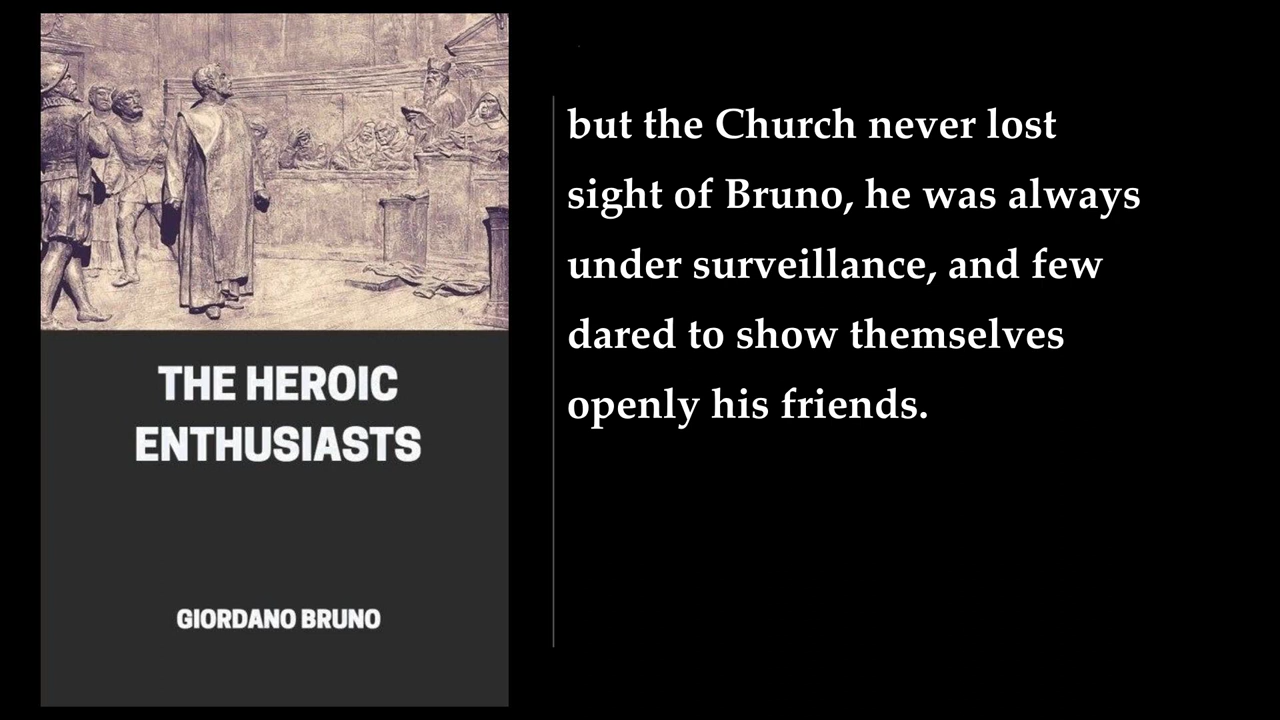 THE HEROIC
ENTHUSIASTS
GIORDANO BRUNO
but the Church never lost
sight of Bruno, he was always
under surveillance, and few
dared to show themselves
openly his friends.